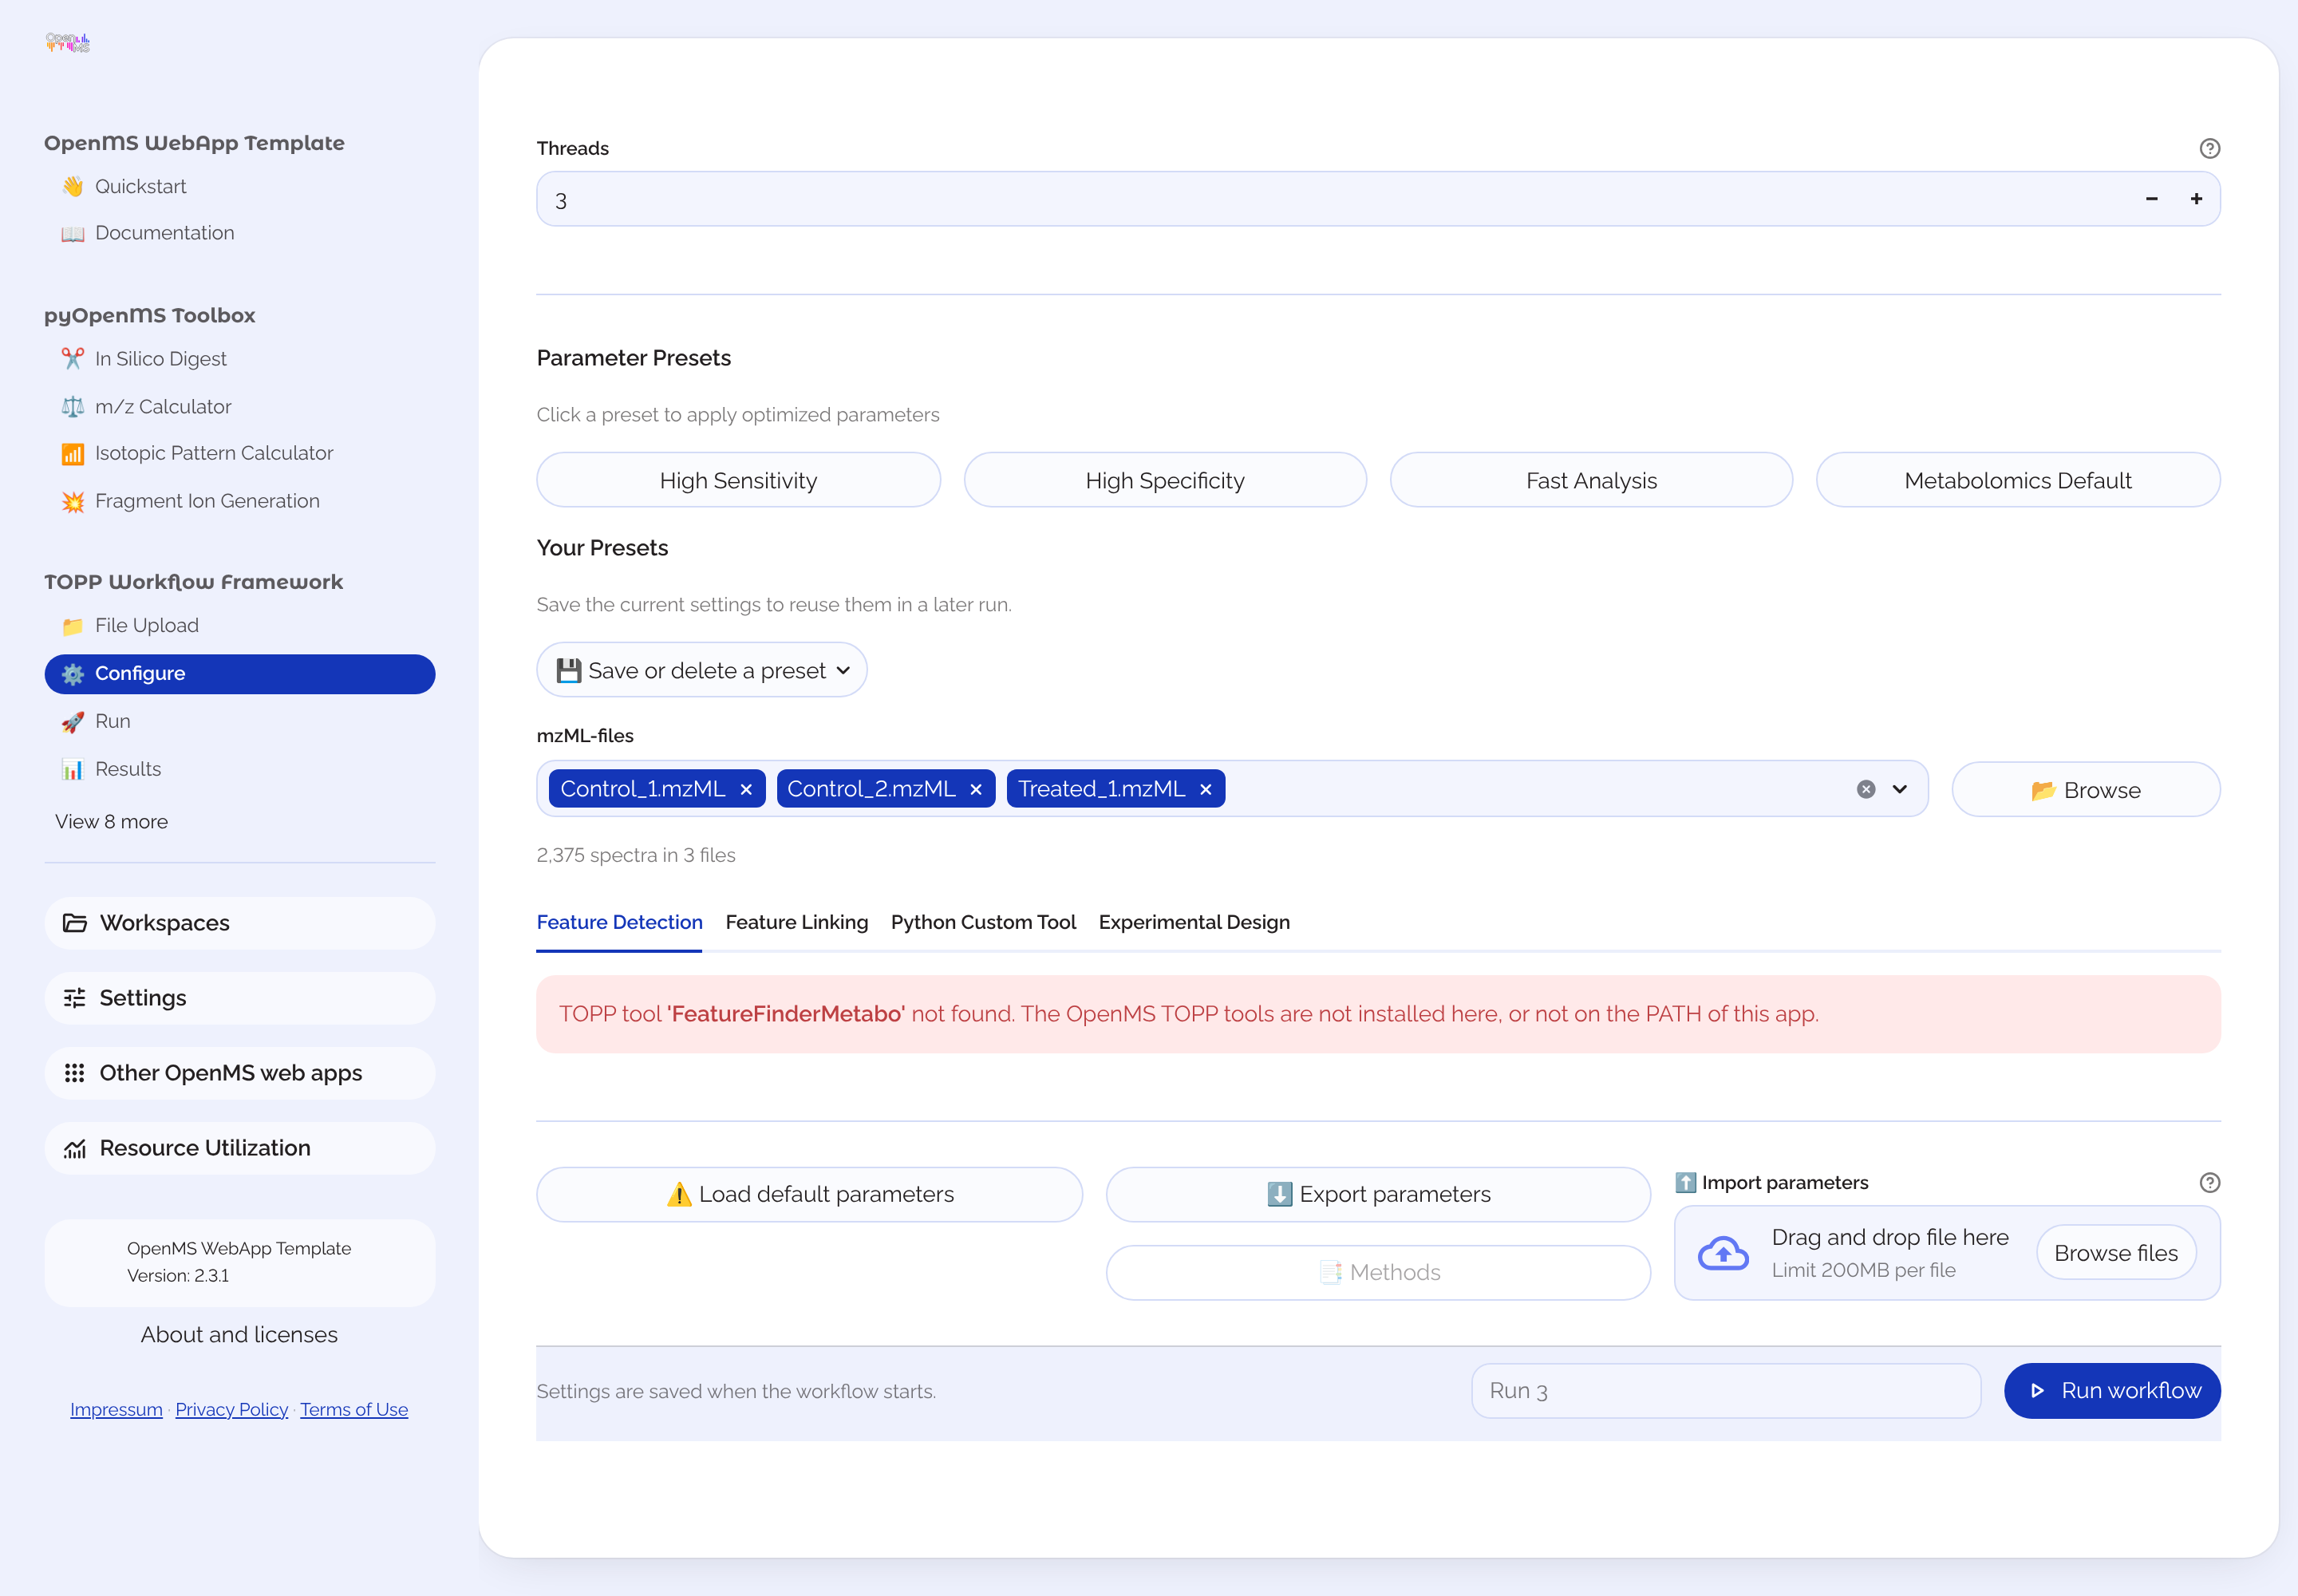 OpenMS
OpenMS WebApp Template
Quickstart
Documentation
pyOpenMS Toolbox
In Silico Digest
m/z Calculator
Isotopic Pattern Calculator
Fragment Ion Generation
TOPP Workflow Framework
File Upload
Configure
Run
Results
View 8 more
Workspaces
Settings
Other OpenMS web apps
Resource Utilization
OpenMS WebApp Template
Version: 2.3.1
About and licenses
Impressum · Privacy Policy · Terms of Use
Threads
3
Parameter Presets
Click a preset to apply optimized parameters
High Sensitivity
High Specificity
Fast Analysis
Metabolomics Default
Your Presets
Save the current settings to reuse them in a later run.
Save or delete a preset
mzML-files
Control_1.mzML
Control_2.mzML
Treated_1.mzML
Browse
2,375 spectra in 3 files
Feature Detection
Feature Linking
Python Custom Tool
Experimental Design
TOPP tool 'FeatureFinderMetabo' not found. The OpenMS TOPP tools are not installed here, or not on the PATH of this app.
Load default parameters
Export parameters
Methods
Import parameters
Drag and drop file here
Limit 200MB per file
Browse files
Settings are saved when the workflow starts.
Run 3
Run workflow